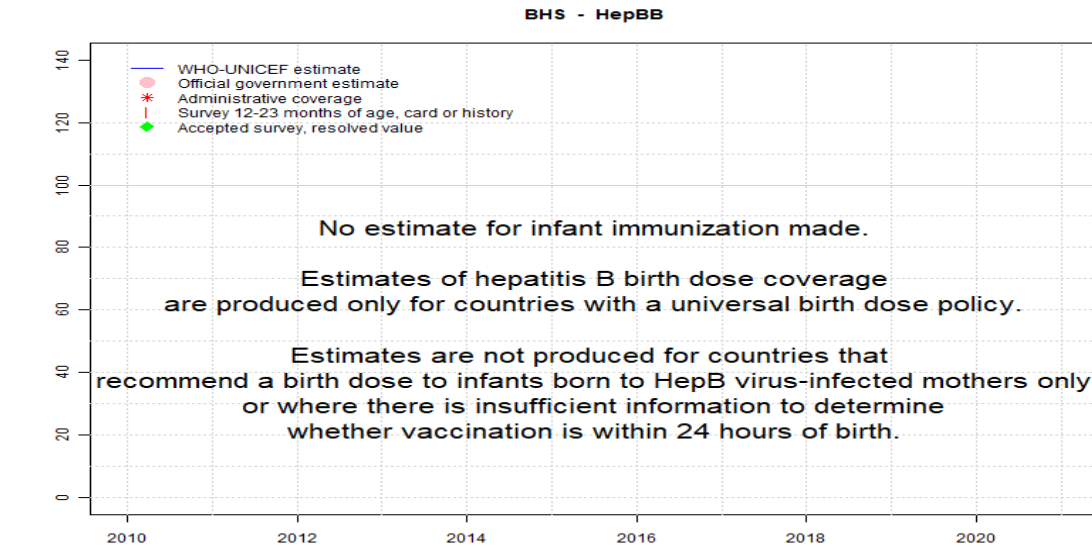 BHS - HepBB
WHO-UNICEF estimate
Official government estimate
Administrative coverage
Survey 12-23 months of age, card or history
Accepted survey, resolved value
140
120
100
80
60
40
20
0
No estimate for infant immunization made.
Estimates of hepatitis B birth dose coverage
are produced only for countries with a universal birth dose policy.
Estimates are not produced for countries that
recommend a birth dose to infants born to HepB virus-infected mothers only
or where there is insufficient information to determine
whether vaccination is within 24 hours of birth.
2010 2012 2014 2016 2018 2020